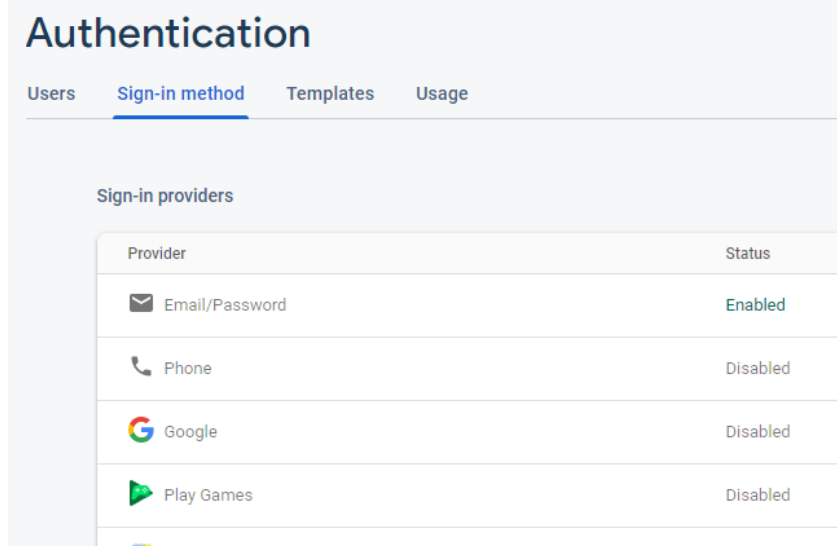 Authentication
Users Sign-in method Templates Usage
Sign-in providers
Provider Status
Email/Password Enabled
Phone Disabled
Google Disabled
Play Games Disabled